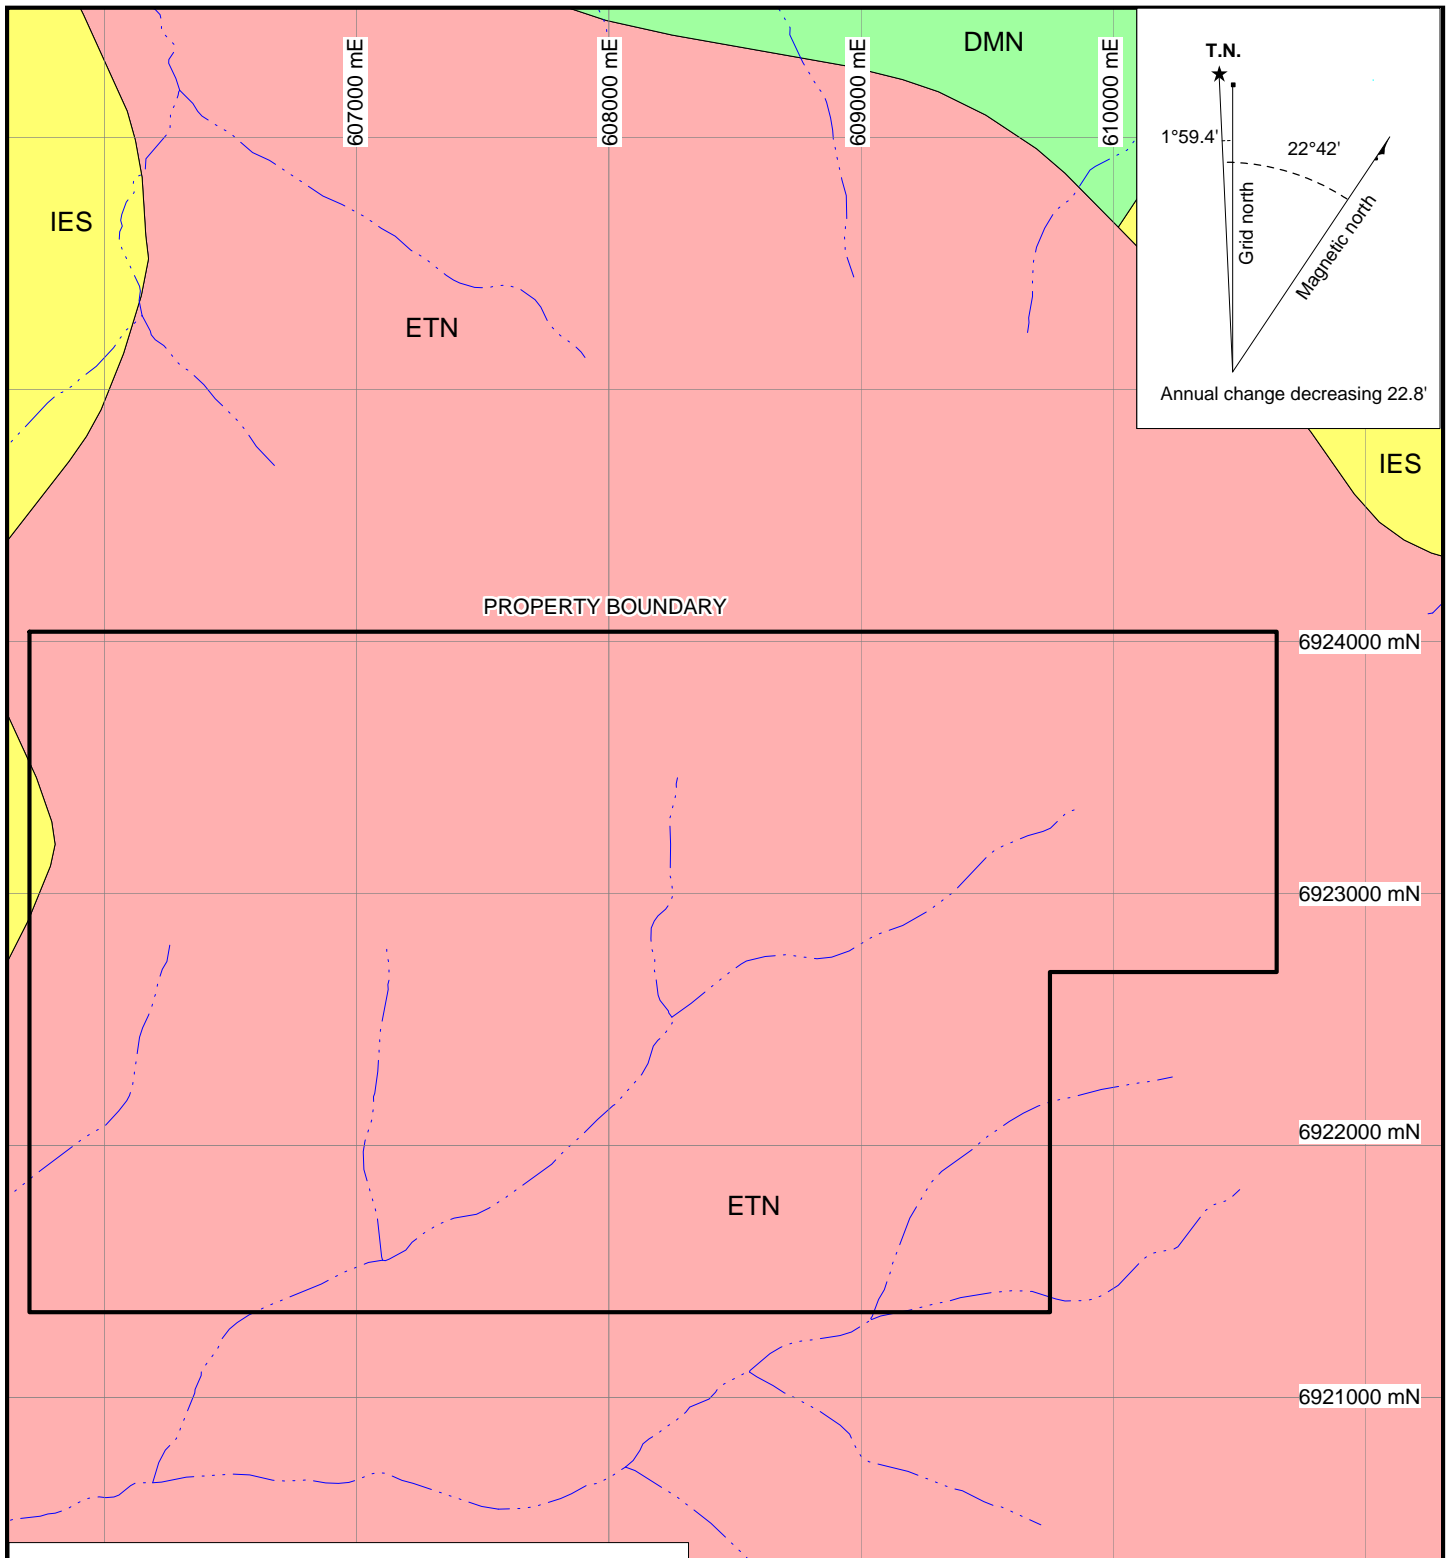 DMN
607000 mE
608000 mE
609000 mE
610000 mE
T.N.
1°59.4'
22°42'
Grid north
Magnetic north
Annual change decreasing 22.8'
IES
ETN
IES
PROPERTY BOUNDARY
6924000 mN
6923000 mN
6922000 mN
ETN
6921000 mN